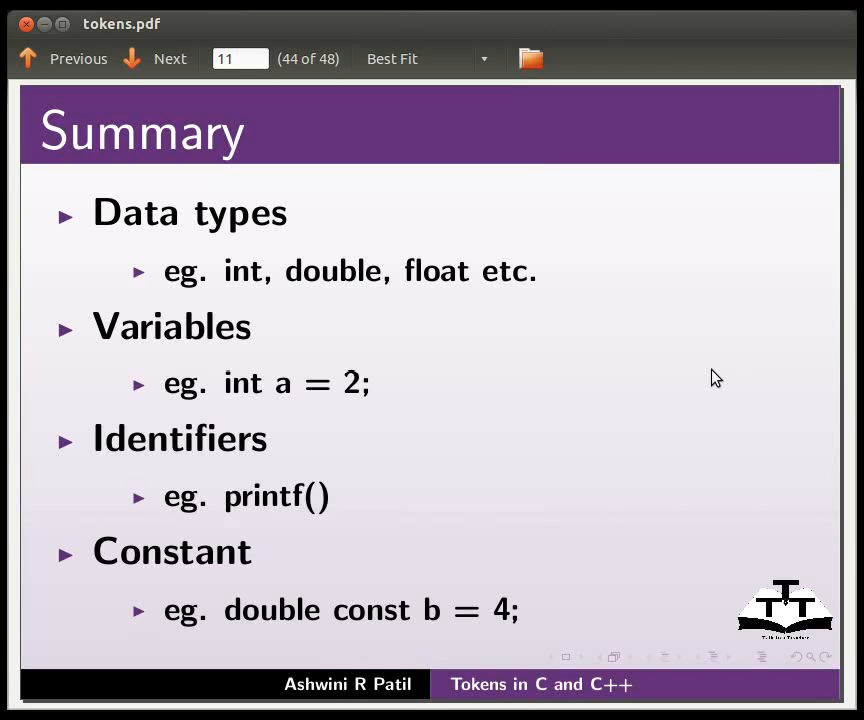 tokens.pdf
Previous Next 11 (44 of 48) Best Fit
Summary
Data types
eg. int, double, float etc.
Variables
eg. int a = 2;
Identifiers
eg. printf()
Constant
eg. double const b = 4;
TTT
Ashwini R Patil Tokens in C and C++